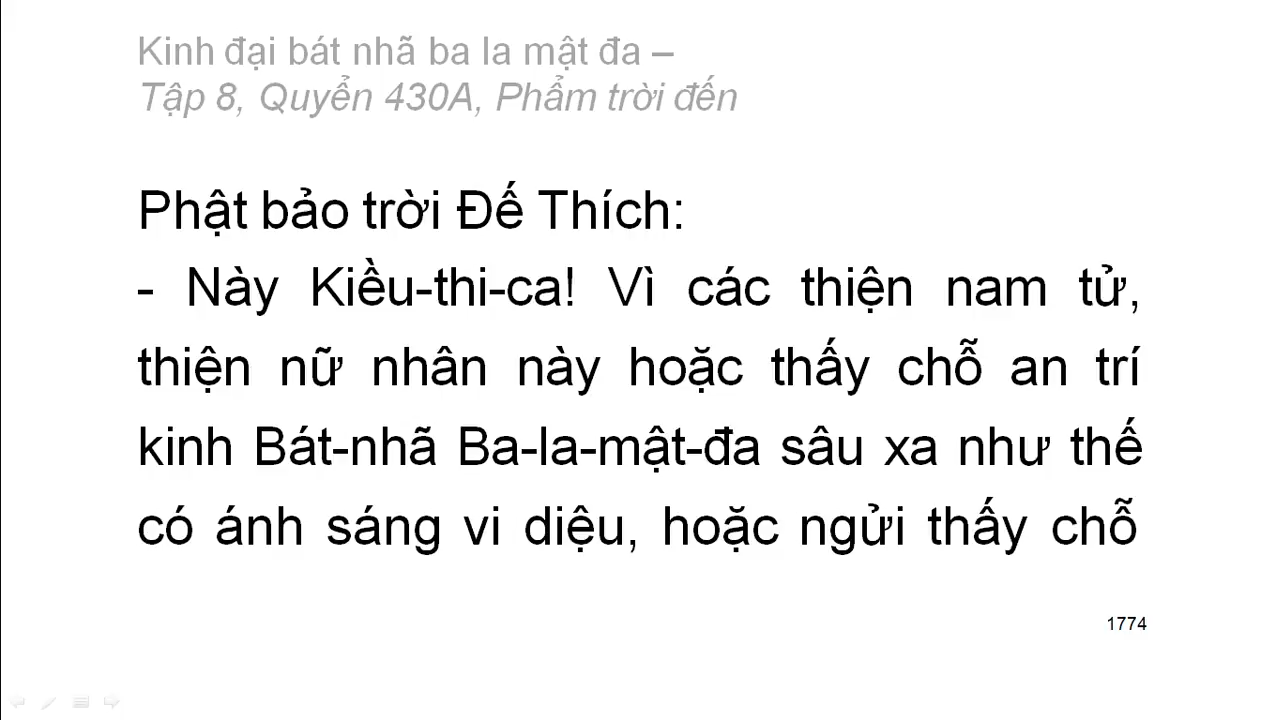 Kinh đại bát nhã ba la mật đa –
Tập 8, Quyển 430A, Phẩm trời đến
Phật bảo trời Đế Thích:
- Này Kiều-thi-ca! Vì các thiện nam tử,
thiện nữ nhân này hoặc thấy chỗ an trí
kinh Bát-nhã Ba-la-mật-đa sâu xa như thế
có ánh sáng vi diệu, hoặc ngửi thấy chỗ
1774